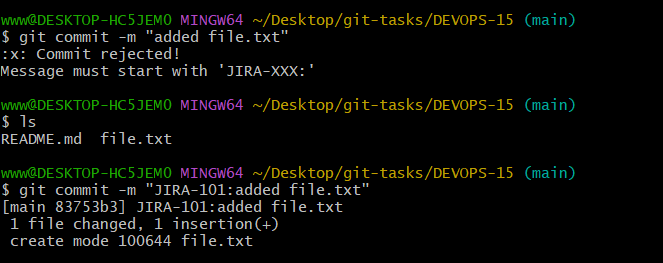 www@DESKTOP-HC5JEMO MINGW64 ~/Desktop/git-tasks/DEVOPS-15 (main)
$ git commit -m "added file.txt"
:x: Commit rejected!
Message must start with 'JIRA-XXX:'
www@DESKTOP-HC5JEMO MINGW64 ~/Desktop/git-tasks/DEVOPS-15 (main)
$ ls
README.md  file.txt
www@DESKTOP-HC5JEMO MINGW64 ~/Desktop/git-tasks/DEVOPS-15 (main)
$ git commit -m "JIRA-101:added file.txt"
[main 83753b3] JIRA-101:added file.txt
 1 file changed, 1 insertion(+)
 create mode 100644 file.txt